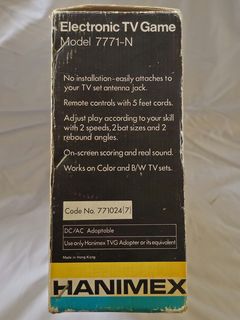 Electronic TV Game
Model 7771-N
No installation-easily attaches to
your TV set antenna jack.
Remote controls with 5 feet cords.
Adjust play according to your skill
with 2 speeds, 2 bat sizes and 2
rebound angles.
On-screen scoring and real sound.
Works on Color and B/W TV sets.
Code No. 771024(7)
DC/AC Adaptable
Use only Hanimex TVG Adapter or its equivalent
Made in Hong Kong
HANIMEX